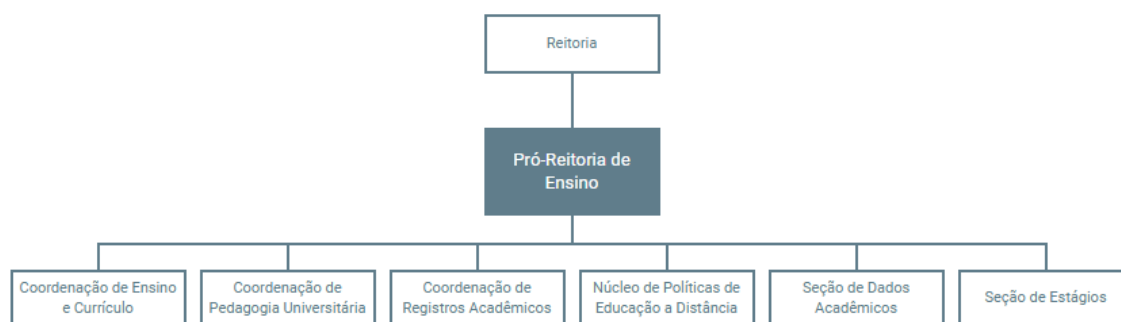 Reitoria
Pró-Reitoria de
Ensino
Coordenação de Ensino
e Currículo
Coordenação de
Pedagogia Universitária
Coordenação de
Registros Acadêmicos
Núcleo de Políticas de
Educação a Distância
Seção de Dados
Acadêmicos
Seção de Estágios